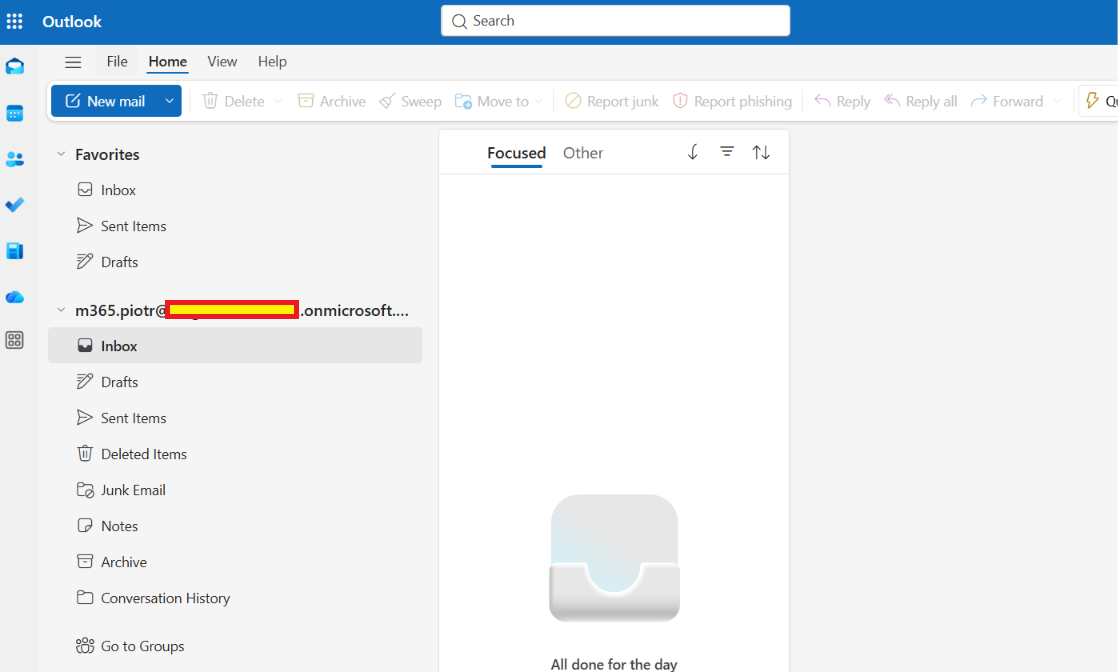 Outlook
Search
File Home View Help
New mail Delete Archive Sweep Move to Report junk Report phishing Reply Reply all Forward
Favorites
Focused Other
Inbox
Sent Items
Drafts
m365.piotr@ .onmicrosoft....
Inbox
Drafts
Sent Items
Deleted Items
Junk Email
Notes
Archive
Conversation History
Go to Groups
All done for the day